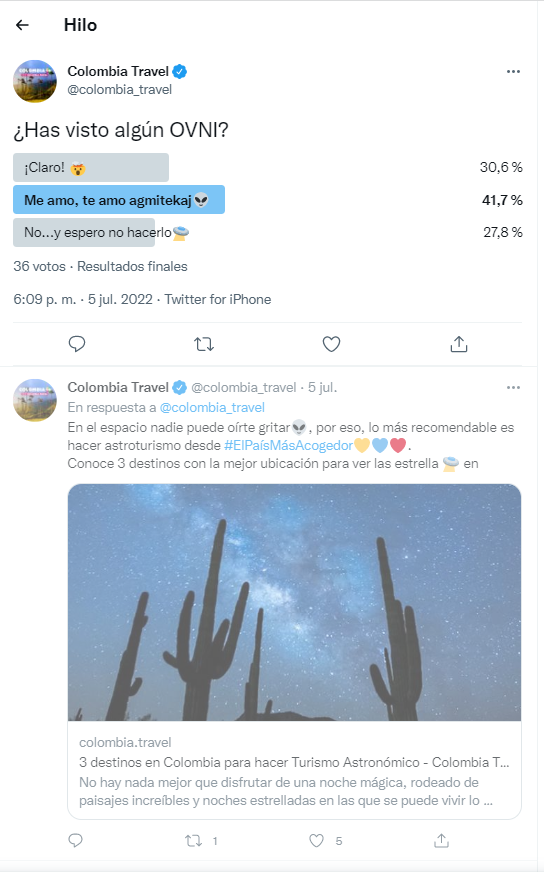 Hilo
Colombia Travel
@colombia_travel
¿Has visto algún OVNI?
¡Claro! 🤯 30,6 %
Me amo, te amo agmitekaj👽 41,7 %
No...y espero no hacerlo🛸 27,8 %
36 votos · Resultados finales
6:09 p. m. · 5 jul. 2022 · Twitter for iPhone
Colombia Travel @colombia_travel · 5 jul.
En respuesta a @colombia_travel
En el espacio nadie puede oírte gritar👽, por eso, lo más recomendable es
hacer astroturismo desde #ElPaísMásAcogedor💛💙❤.
Conoce 3 destinos con la mejor ubicación para ver las estrella 🛸 en
colombia.travel
3 destinos en Colombia para hacer Turismo Astronómico - Colombia T...
No hay nada mejor que disfrutar de una noche mágica, rodeado de
paisajes increíbles y noches estrelladas en las que se puede vivir lo ...
1 5